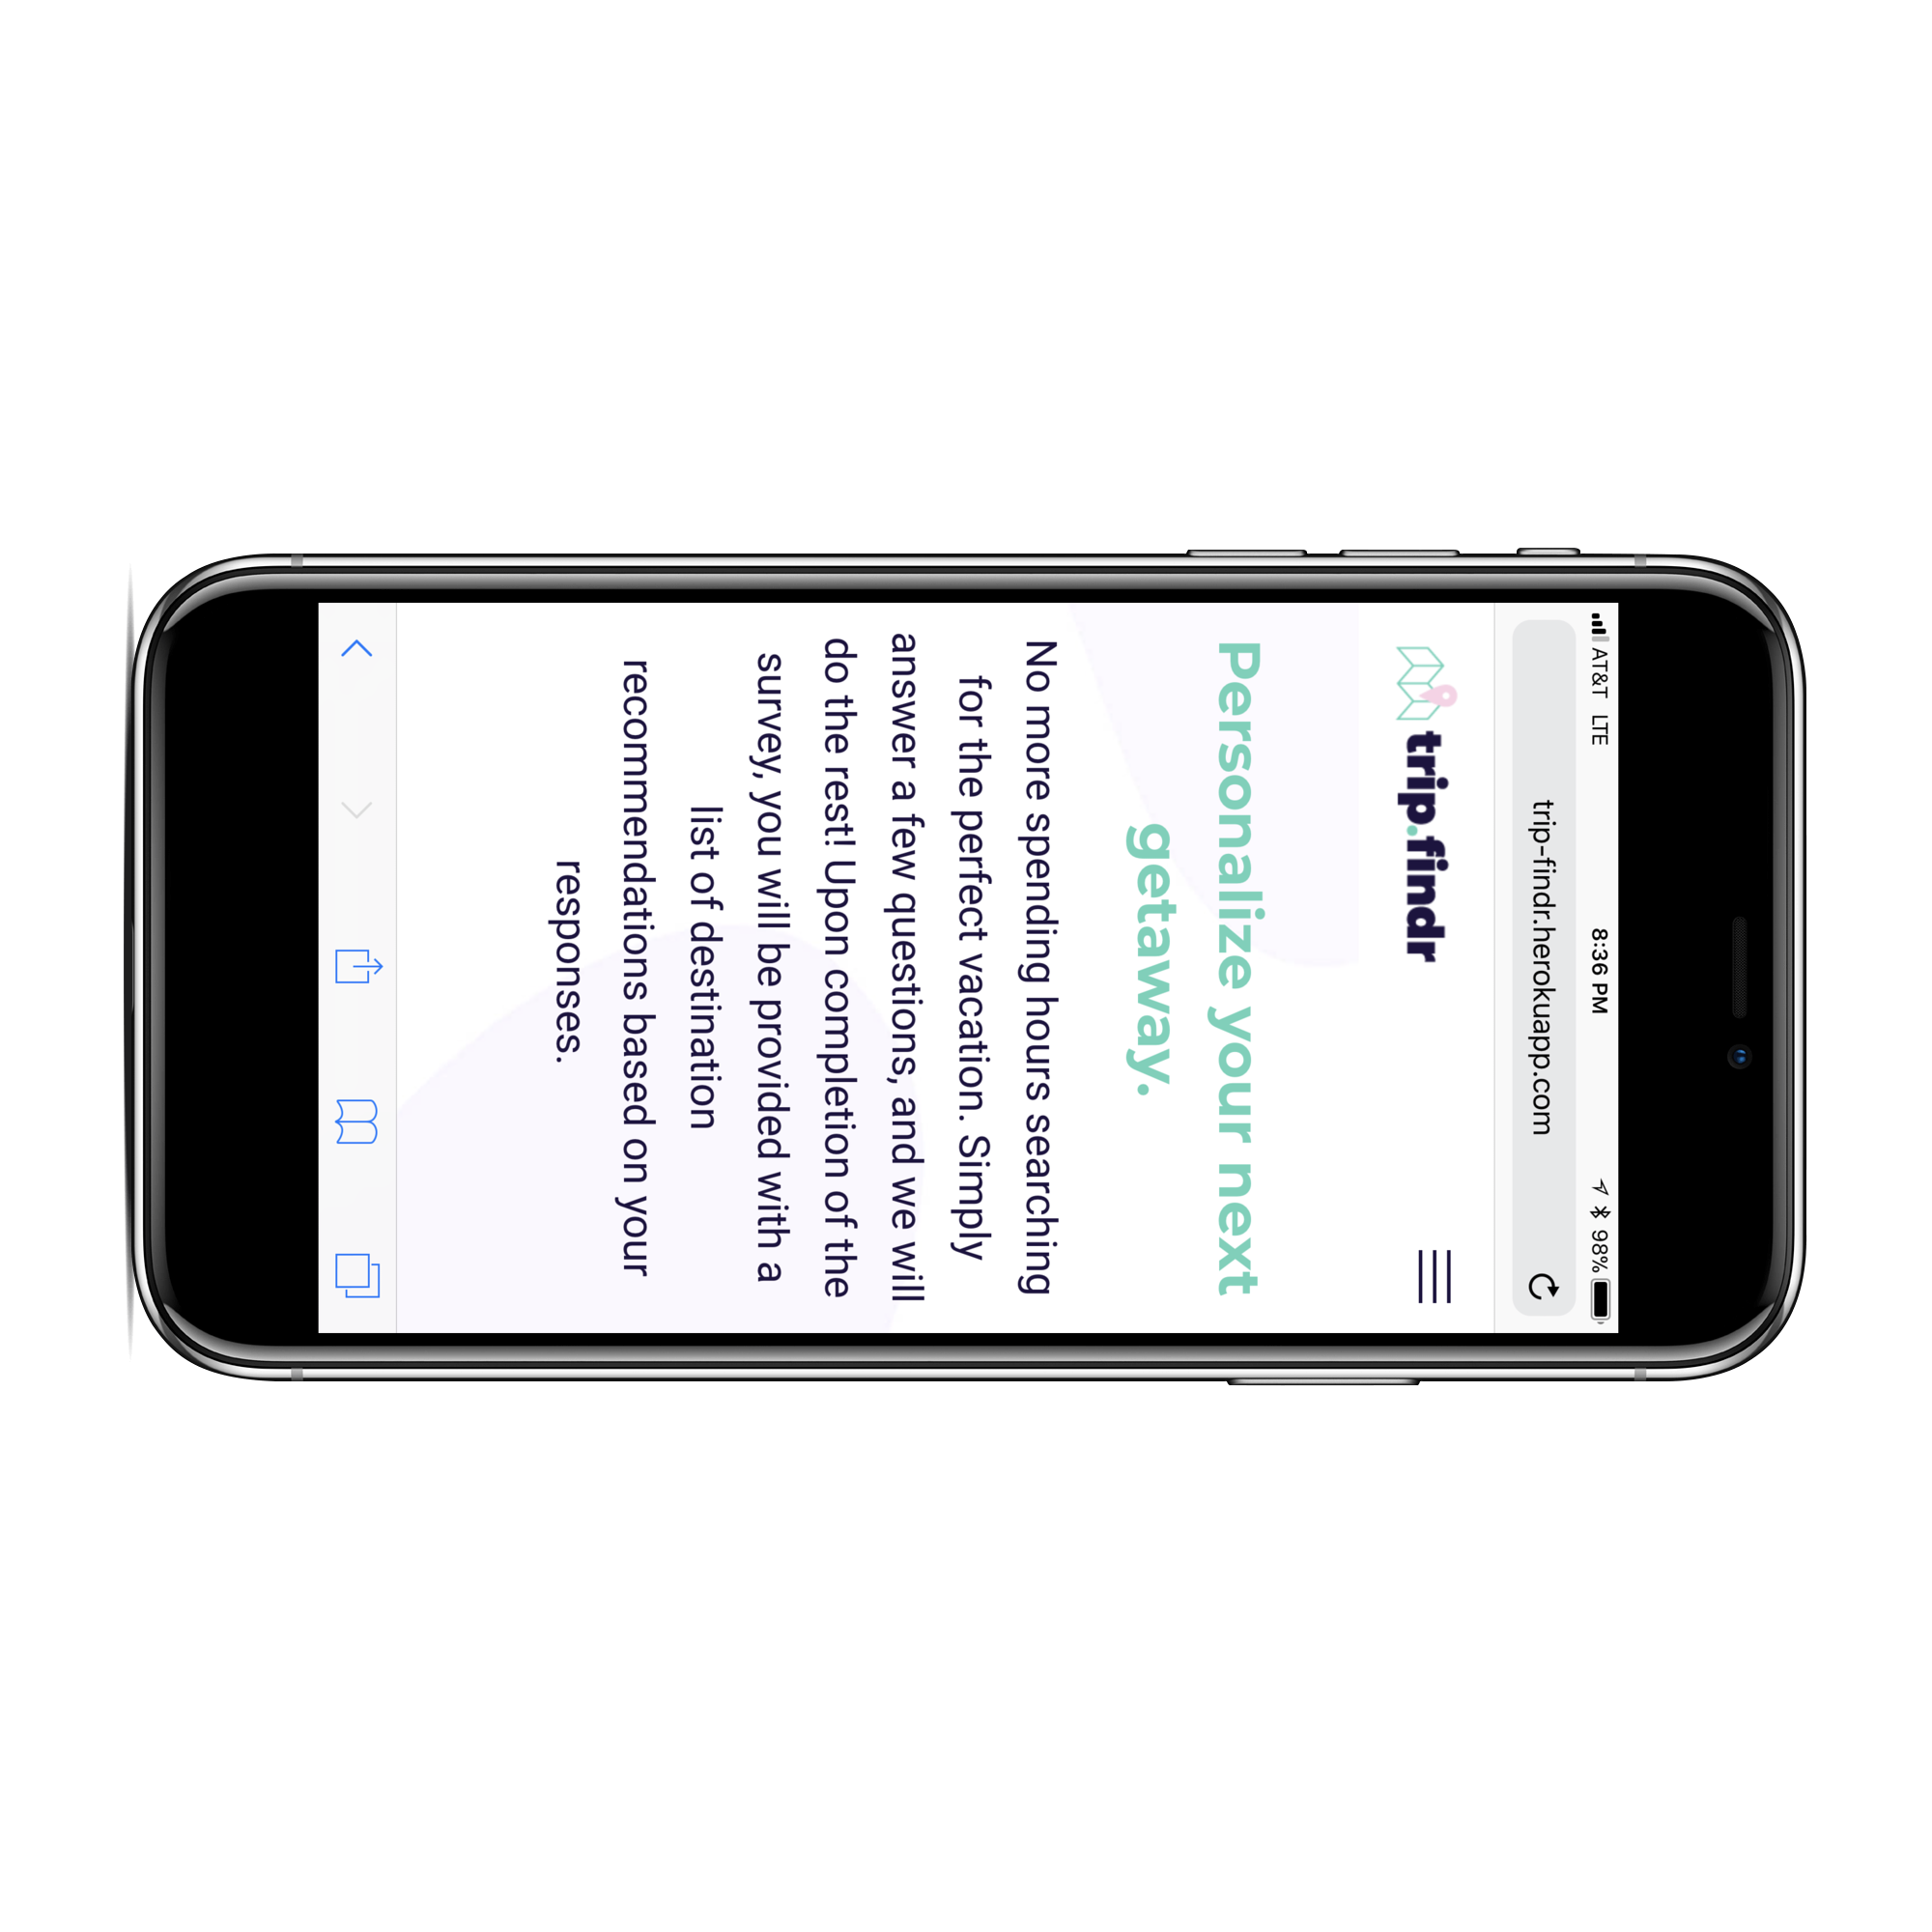 AT&T LTE 8:36 PM 98%
trip-findr.herokuapp.com
trip.findr
Personalize your next
getaway.
No more spending hours searching
for the perfect vacation. Simply
answer a few questions, and we will
do the rest! Upon completion of the
survey, you will be provided with a
list of destination
recommendations based on your
responses.